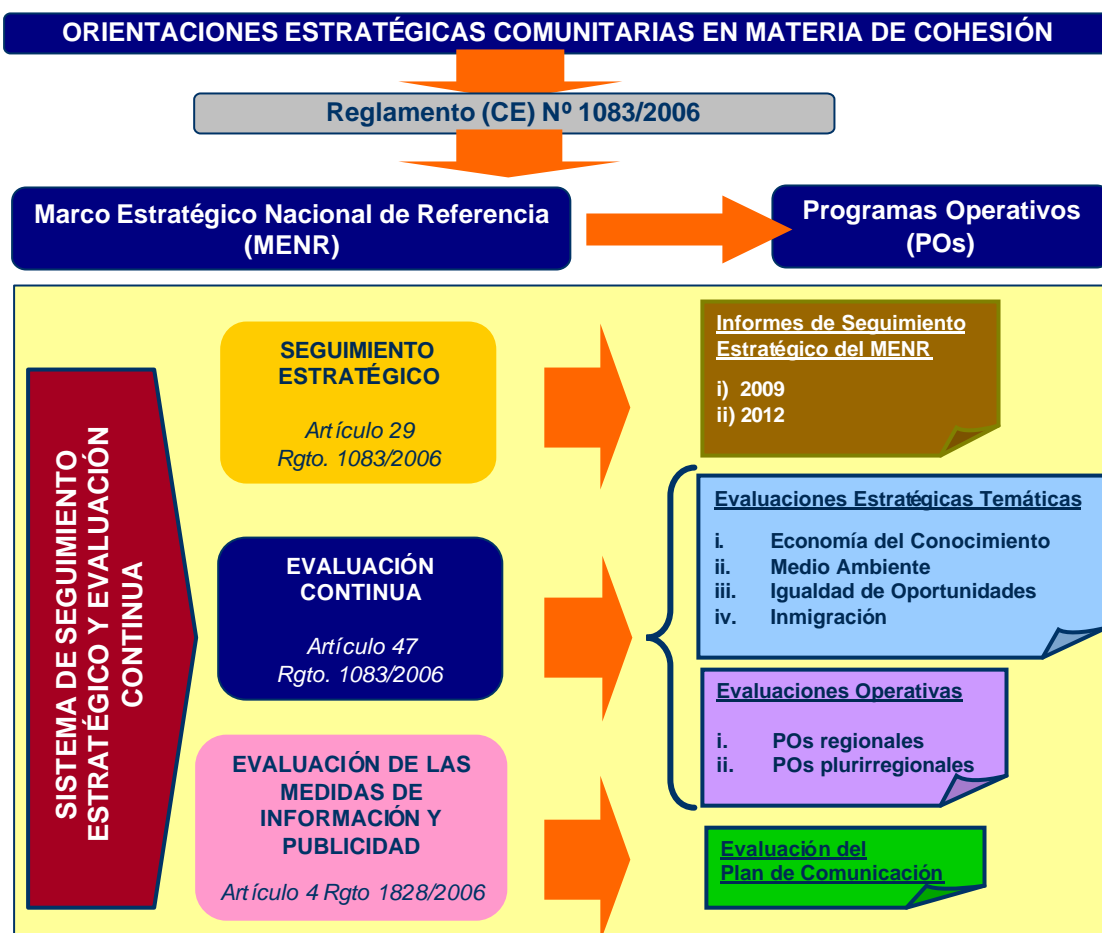 ORIENTACIONES ESTRATÉGICAS COMUNITARIAS EN MATERIA DE COHESIÓN
Reglamento (CE) Nº 1083/2006
Marco Estratégico Nacional de Referencia
(MENR)
Programas Operativos
(POs)
SISTEMA DE SEGUIMIENTO
ESTRATÉGICO Y EVALUACIÓN
CONTINUA
SEGUIMIENTO
ESTRATÉGICO
Artículo 29
Rgto. 1083/2006
Informes de Seguimiento
Estratégico del MENR
i) 2009
ii) 2012
EVALUACIÓN
CONTINUA
Artículo 47
Rgto. 1083/2006
Evaluaciones Estratégicas Temáticas
i. Economía del Conocimiento
ii. Medio Ambiente
iii. Igualdad de Oportunidades
iv. Inmigración
Evaluaciones Operativas
i. POs regionales
ii. POs plurirregionales
EVALUACIÓN DE LAS
MEDIDAS DE
INFORMACIÓN Y
PUBLICIDAD
Artículo 4 Rgto 1828/2006
Evaluación del
Plan de Comunicación